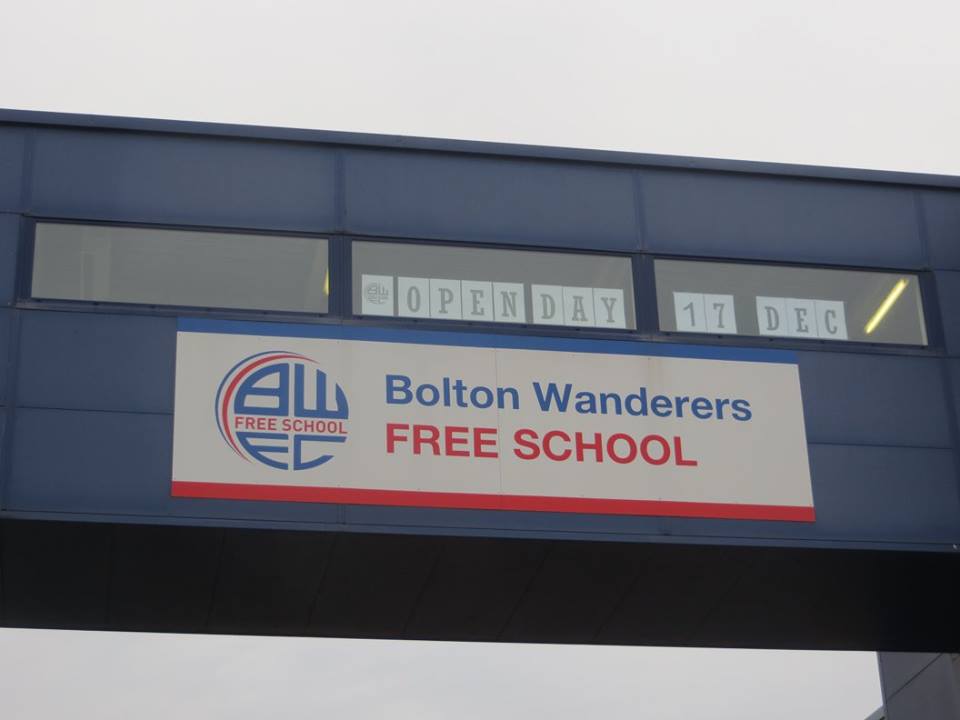 OPEN DAY 17 DEC
BW
FREE SCHOOL
FC
Bolton Wanderers
FREE SCHOOL